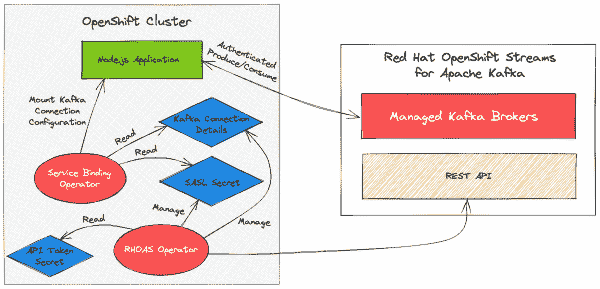 OpenShift Cluster
Node.js Application
Authenticated
Produce/Consume
Mount Kafka
Connection
Configuration
Read
Kafka Connection
Details
Read
Service Binding
Operator
SASL Secret
Manage
Manage
Read
API Token
Secret
RHOAS Operator
Red Hat OpenShift Streams
for Apache Kafka
Managed Kafka Brokers
REST API